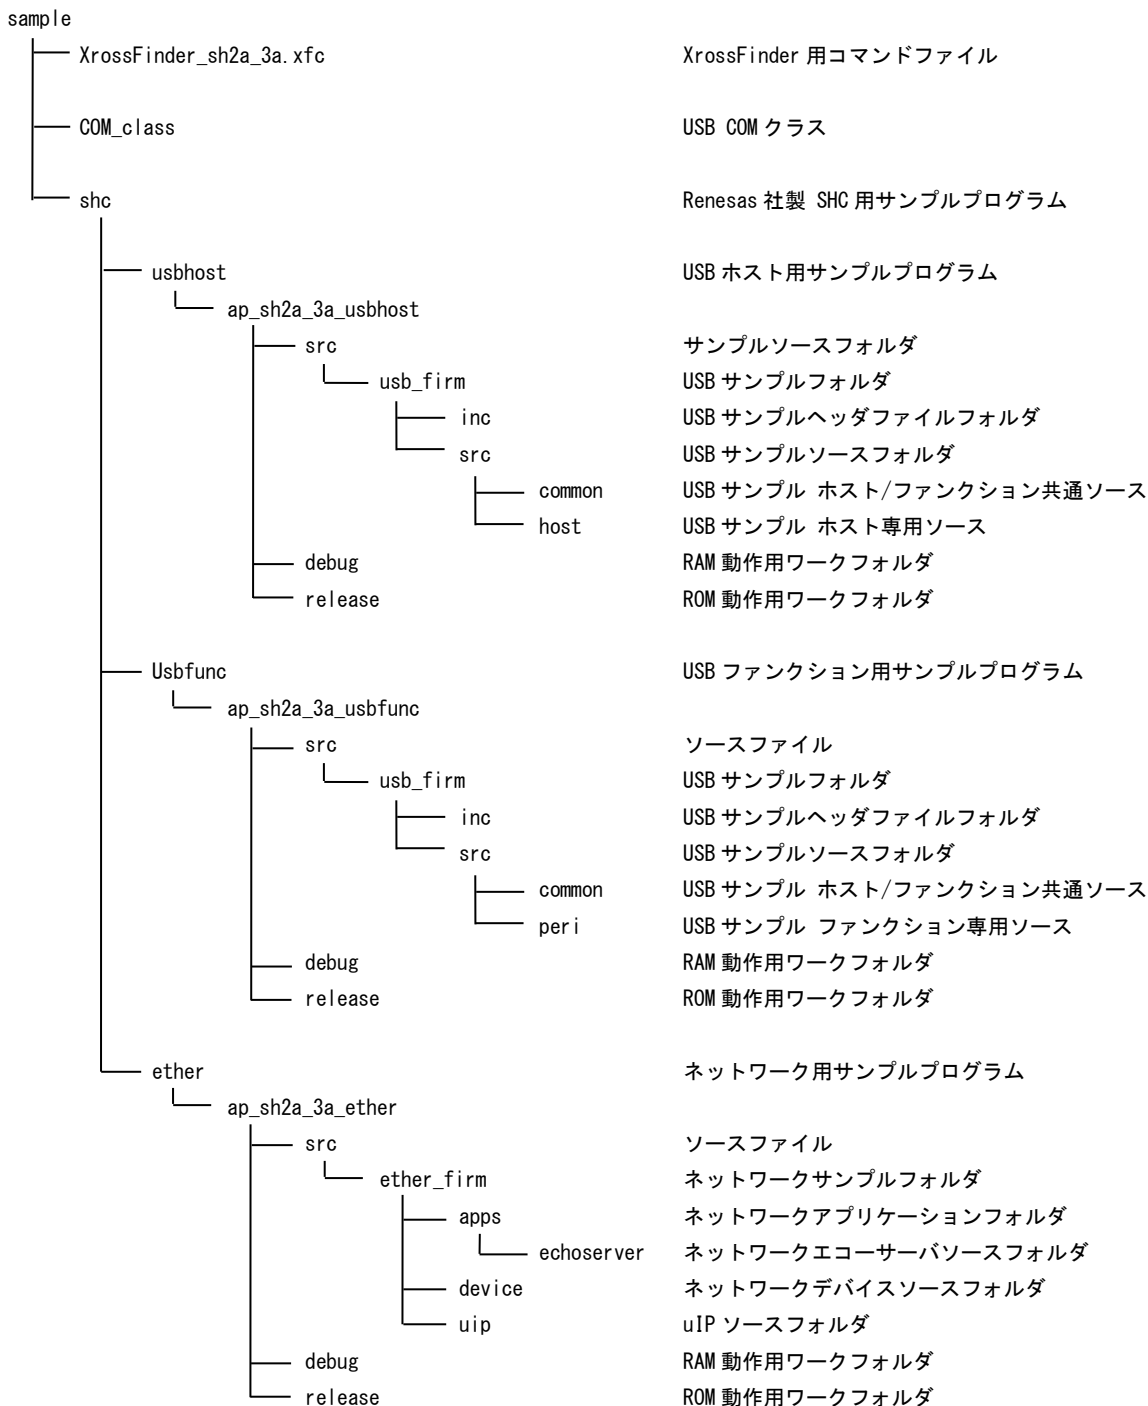 sample
XrossFinder_sh2a_3a.xfc XrossFinder 用コマンドファイル
COM_class USB COM クラス
shc Renesas 社製 SHC 用サンプルプログラム
usbhost USB ホスト用サンプルプログラム
ap_sh2a_3a_usbhost
src サンプルソースフォルダ
usb_firm USB サンプルフォルダ
inc USB サンプルヘッダファイルフォルダ
src USB サンプルソースフォルダ
common USB サンプル ホスト/ファンクション共通ソース
host USB サンプル ホスト専用ソース
debug RAM 動作用ワークフォルダ
release ROM 動作用ワークフォルダ
Usbfunc USB ファンクション用サンプルプログラム
ap_sh2a_3a_usbfunc
src ソースファイル
usb_firm USB サンプルフォルダ
inc USB サンプルヘッダファイルフォルダ
src USB サンプルソースフォルダ
common USB サンプル ホスト/ファンクション共通ソース
peri USB サンプル ファンクション専用ソース
debug RAM 動作用ワークフォルダ
release ROM 動作用ワークフォルダ
ether ネットワーク用サンプルプログラム
ap_sh2a_3a_ether
src ソースファイル
ether_firm ネットワークサンプルフォルダ
apps ネットワークアプリケーションフォルダ
echoserver ネットワークエコーサーバソースフォルダ
device ネットワークデバイスソースフォルダ
uip uIP ソースフォルダ
debug RAM 動作用ワークフォルダ
release ROM 動作用ワークフォルダ